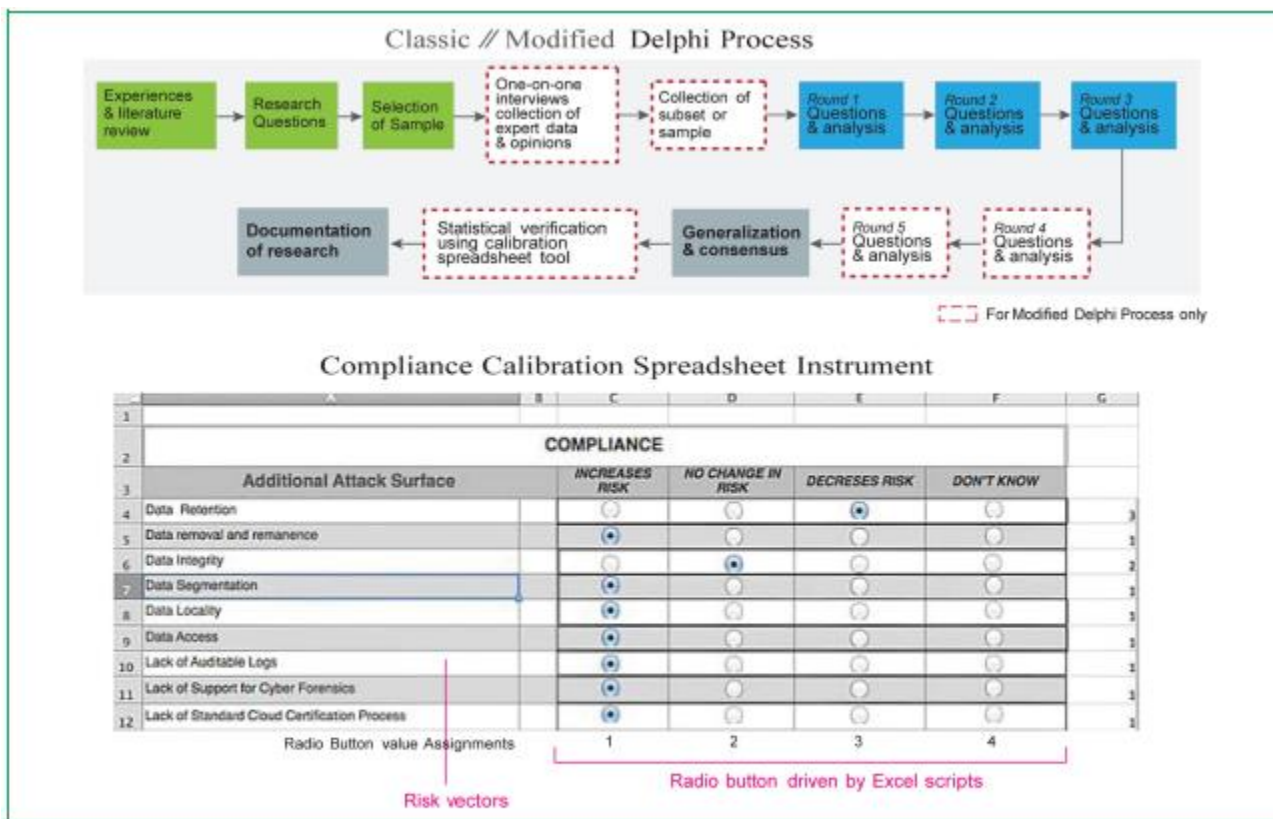 Classic // Modified Delphi Process
Experiences
& literature
review
Research
Questions
Selection
of Sample
One-on-one
interviews
collection of
expert data
& opinions
Collection of
subset or
sample
Round 1
Questions
& analysis
Round 2
Questions
& analysis
Round 3
Questions
& analysis
Documentation
of research
Statistical verification
using calibration
spreadsheet tool
Generalization
& consensus
Round 5
Questions
& analysis
Round 4
Questions
& analysis
For Modified Delphi Process only
Compliance Calibration Spreadsheet Instrument
A B C D E F G
1
2 COMPLIANCE
3 Additional Attack Surface INCREASES RISK NO CHANGE IN RISK DECRESES RISK DON'T KNOW
4 Data Retention 3
5 Data removal and remanence 1
6 Data Integrity 2
7 Data Segmentation 1
8 Data Locality 1
9 Data Access 1
10 Lack of Auditable Logs 1
11 Lack of Support for Cyber Forensics 1
12 Lack of Standard Cloud Certification Process 1
Radio Button value Assignments 1 2 3 4
Radio button driven by Excel scripts
Risk vectors